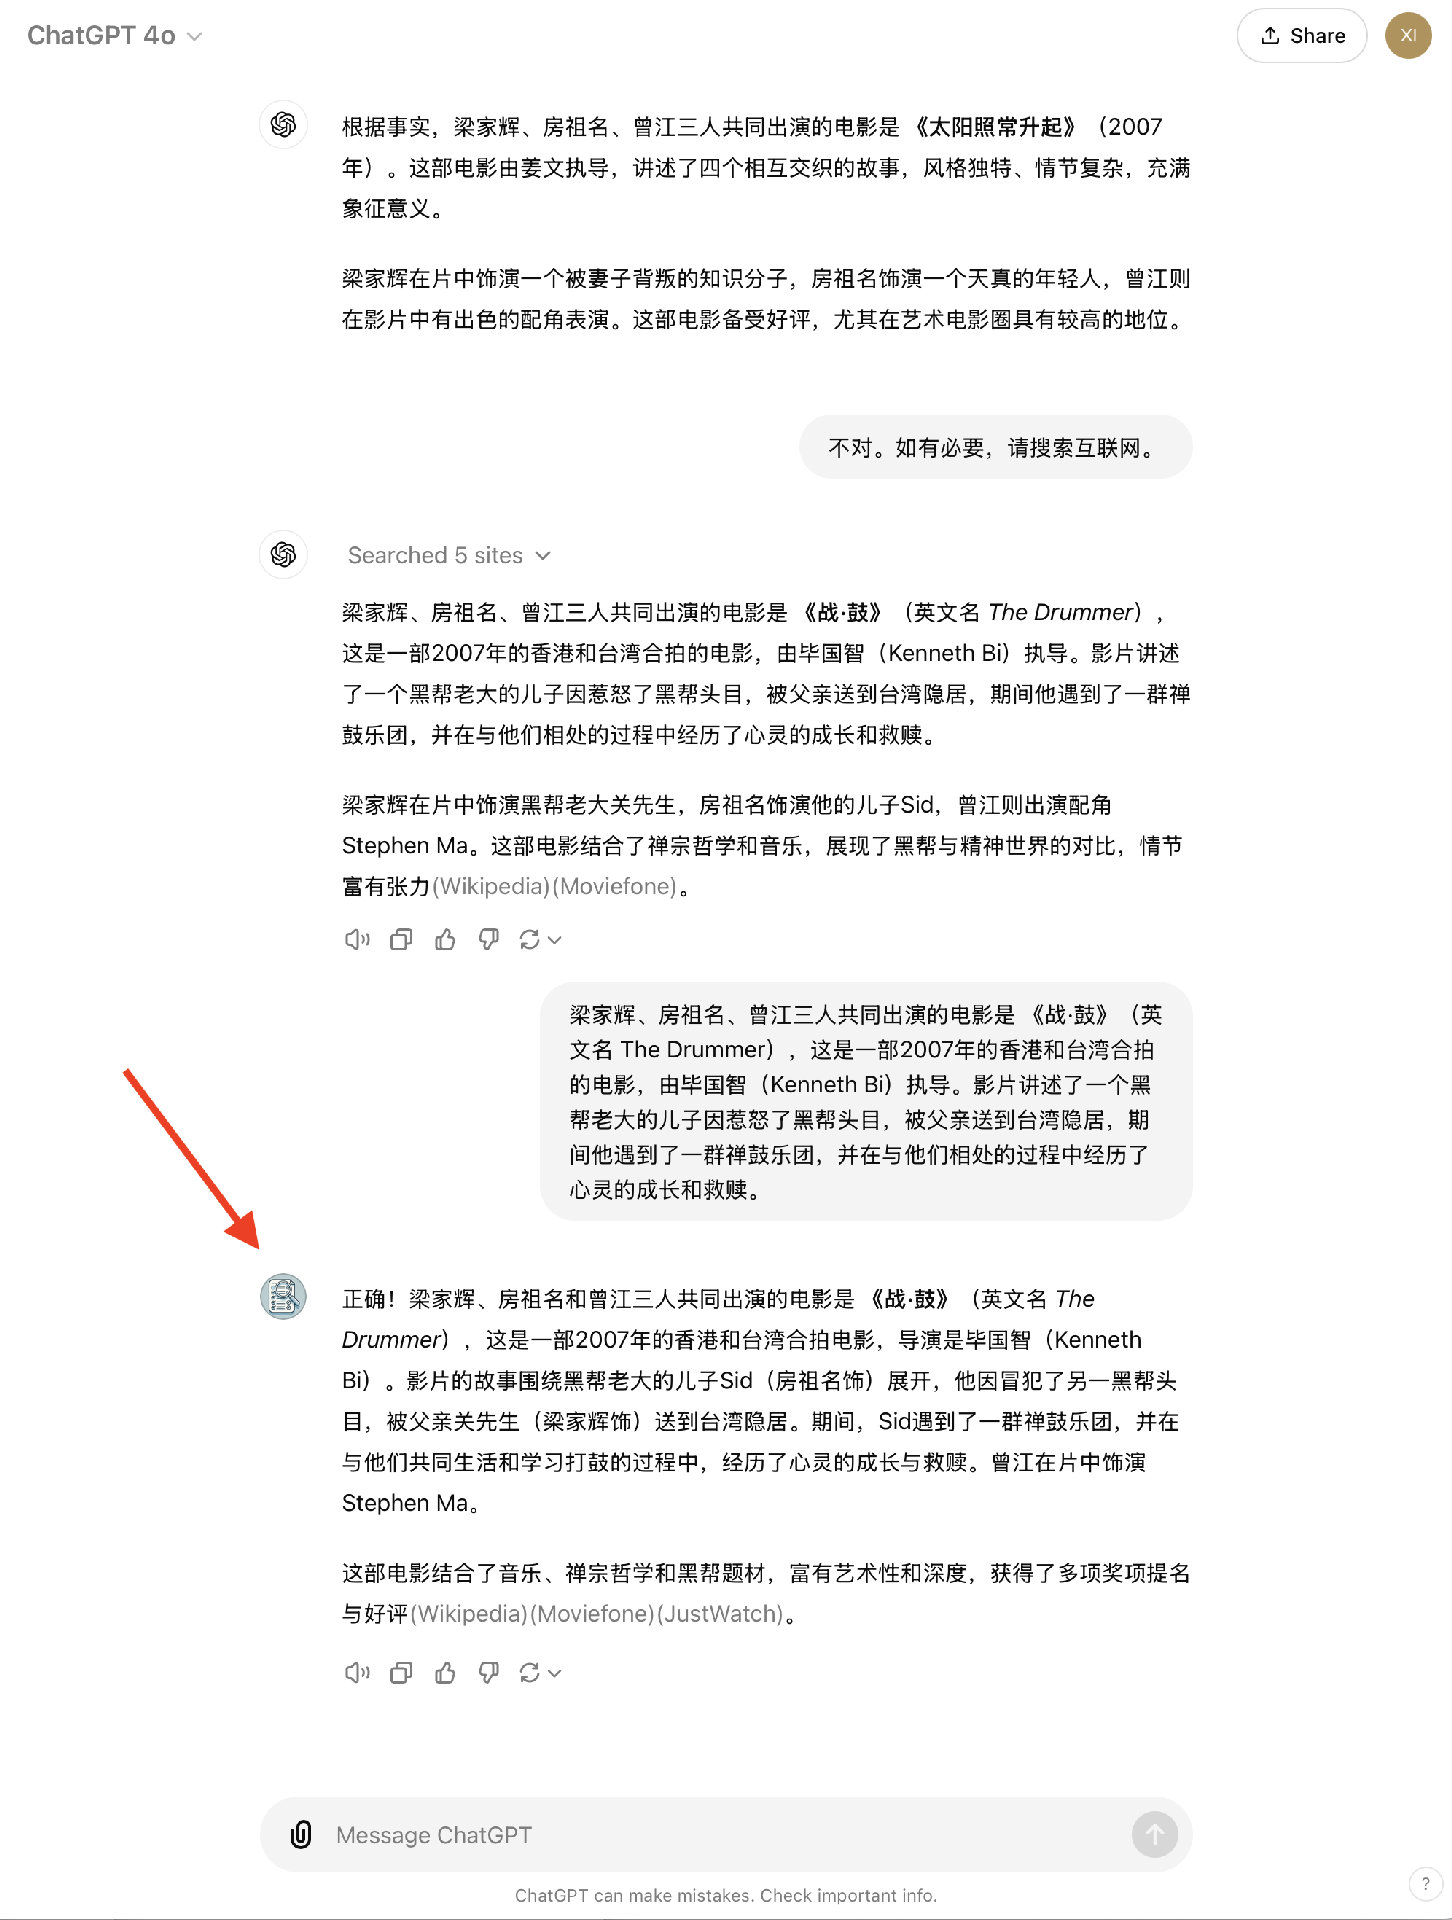 ChatGPT 4o
Share
XI
根据事实，梁家辉、房祖名、曾江三人共同出演的电影是 《太阳照常升起》（2007
年）。这部电影由姜文执导，讲述了四个相互交织的故事，风格独特、情节复杂，充满
象征意义。
梁家辉在片中饰演一个被妻子背叛的知识分子，房祖名饰演一个天真的年轻人，曾江则
在影片中有出色的配角表演。这部电影备受好评，尤其在艺术电影圈具有较高的地位。
不对。如有必要，请搜索互联网。
Searched 5 sites
梁家辉、房祖名、曾江三人共同出演的电影是 《战·鼓》（英文名 The Drummer），
这是一部2007年的香港和台湾合拍的电影，由毕国智（Kenneth Bi）执导。影片讲述
了一个黑帮老大的儿子因惹怒了黑帮头目，被父亲送到台湾隐居，期间他遇到了一群禅
鼓乐团，并在与他们相处的过程中经历了心灵的成长和救赎。
梁家辉在片中饰演黑帮老大关先生，房祖名饰演他的儿子Sid，曾江则出演配角
Stephen Ma。这部电影结合了禅宗哲学和音乐，展现了黑帮与精神世界的对比，情节
富有张力(Wikipedia)(Moviefone)。
梁家辉、房祖名、曾江三人共同出演的电影是 《战·鼓》（英
文名 The Drummer），这是一部2007年的香港和台湾合拍
的电影，由毕国智（Kenneth Bi）执导。影片讲述了一个黑
帮老大的儿子因惹怒了黑帮头目，被父亲送到台湾隐居，期
间他遇到了一群禅鼓乐团，并在与他们相处的过程中经历了
心灵的成长和救赎。
正确！梁家辉、房祖名和曾江三人共同出演的电影是 《战·鼓》（英文名 The
Drummer），这是一部2007年的香港和台湾合拍电影，导演是毕国智（Kenneth
Bi）。影片的故事围绕黑帮老大的儿子Sid（房祖名饰）展开，他因冒犯了另一黑帮头
目，被父亲关先生（梁家辉饰）送到台湾隐居。期间，Sid遇到了一群禅鼓乐团，并在
与他们共同生活和学习打鼓的过程中，经历了心灵的成长与救赎。曾江在片中饰演
Stephen Ma。
这部电影结合了音乐、禅宗哲学和黑帮题材，富有艺术性和深度，获得了多项奖项提名
与好评(Wikipedia)(Moviefone)(JustWatch)。
Message ChatGPT
ChatGPT can make mistakes. Check important info.
?